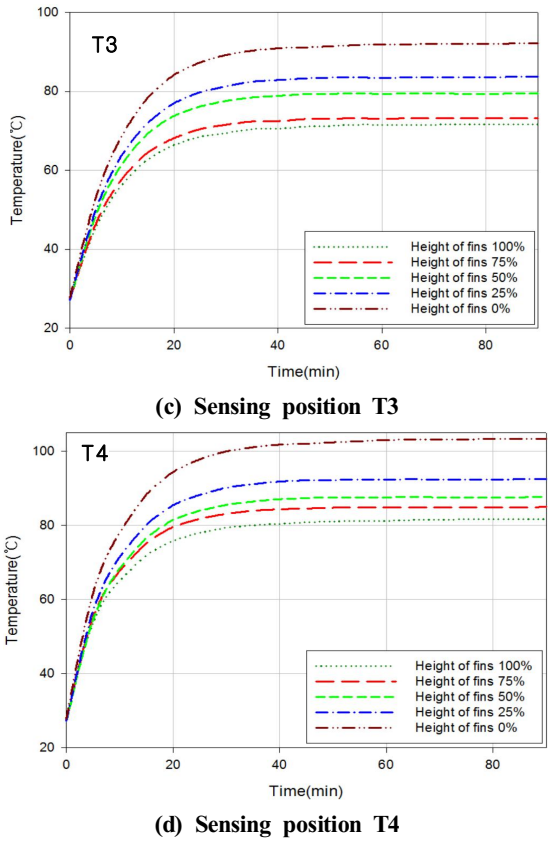 T3
100
80
60
40
20
Temperature(℃)
Height of fins 100%
Height of fins 75%
Height of fins 50%
Height of fins 25%
Height of fins 0%
0 20 40 60 80
Time(min)
(c) Sensing position T3
T4
100
80
60
40
20
Temperature(℃)
Height of fins 100%
Height of fins 75%
Height of fins 50%
Height of fins 25%
Height of fins 0%
0 20 40 60 80
Time(min)
(d) Sensing position T4